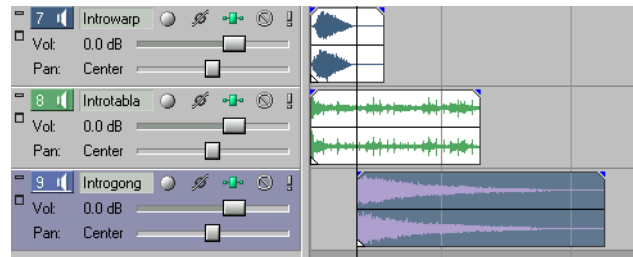 7 Introwarp
Vol: 0.0 dB
Pan: Center
8 Introtabla
Vol: 0.0 dB
Pan: Center
9 Introgong
Vol: 0.0 dB
Pan: Center